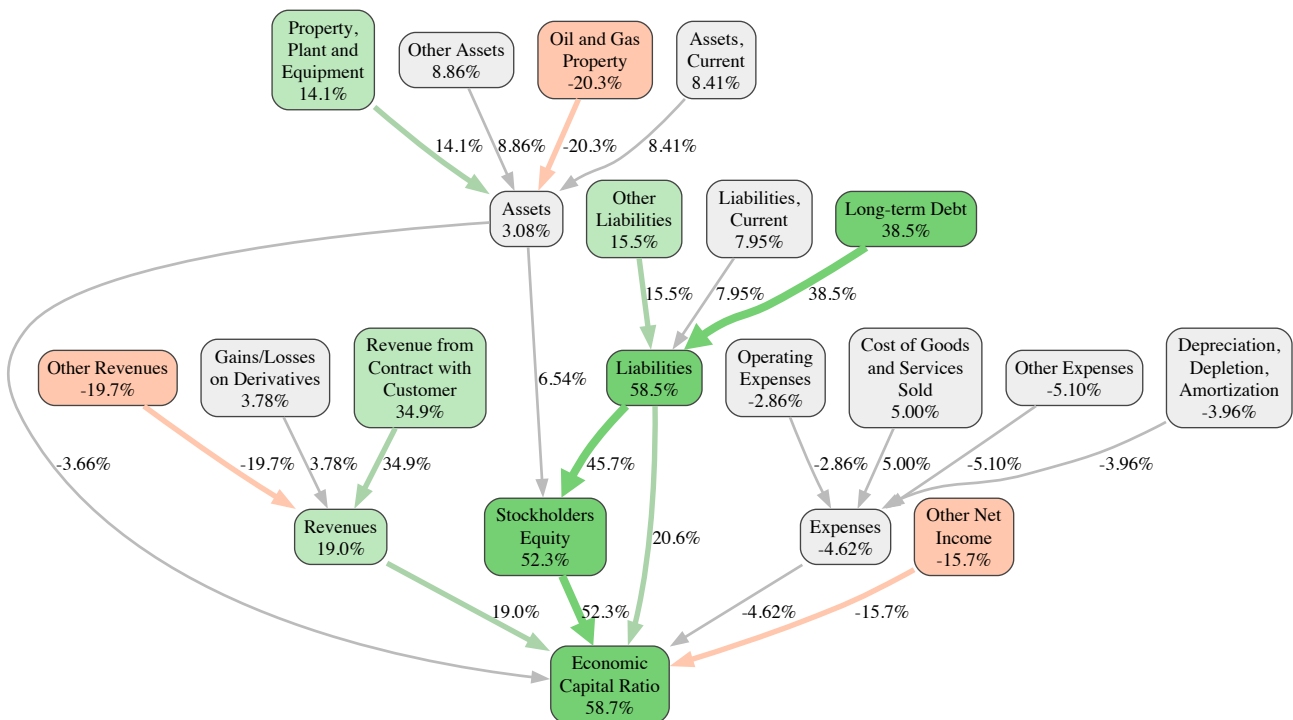 Property,
Plant and
Equipment
14.1%
Other Assets
8.86%
Oil and Gas
Property
-20.3%
Assets,
Current
8.41%
14.1%
8.86%
-20.3%
8.41%
Assets
3.08%
Other
Liabilities
15.5%
Liabilities,
Current
7.95%
Long-term Debt
38.5%
15.5%
7.95%
38.5%
Other Revenues
-19.7%
Gains/Losses
on Derivatives
3.78%
Revenue from
Contract with
Customer
34.9%
6.54%
Liabilities
58.5%
Operating
Expenses
-2.86%
Cost of Goods
and Services
Sold
5.00%
Other Expenses
-5.10%
Depreciation,
Depletion,
Amortization
-3.96%
-3.66%
-19.7%
3.78%
34.9%
45.7%
-2.86%
5.00%
-5.10%
-3.96%
Revenues
19.0%
Stockholders
Equity
52.3%
20.6%
Expenses
-4.62%
Other Net
Income
-15.7%
19.0%
52.3%
-4.62%
-15.7%
Economic
Capital Ratio
58.7%